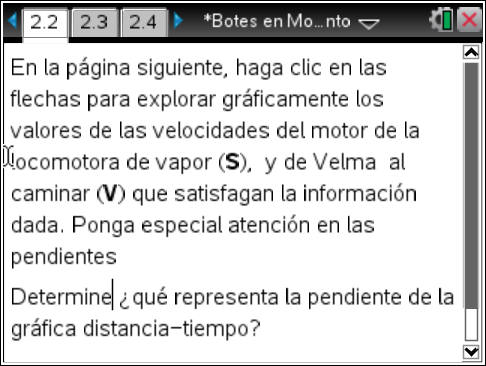 2.2 2.3 2.4 *Botes en Mo...nto
En la página siguiente, haga clic en las
flechas para explorar gráficamente los
valores de las velocidades del motor de la
locomotora de vapor (S), y de Velma al
caminar (V) que satisfagan la información
dada. Ponga especial atención en las
pendientes
Determine ¿qué representa la pendiente de la
gráfica distancia-tiempo?